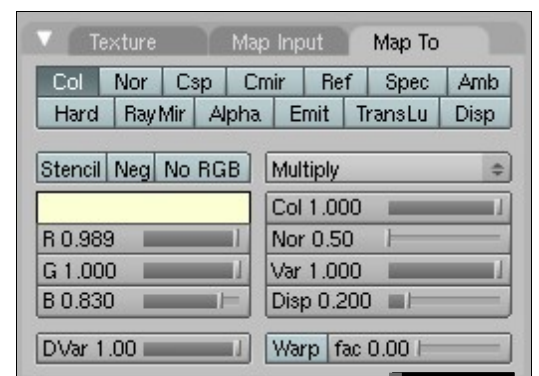 Texture Map Input Map To
Col Nor Csp Cmir Ref Spec Amb
Hard RayMir Alpha Emit TransLu Disp
Stencil Neg No RGB Multiply
Col 1.000
R 0.989 Nor 0.50
G 1.000 Var 1.000
B 0.830 Disp 0.200
DVar 1.00 Warp fac 0.00